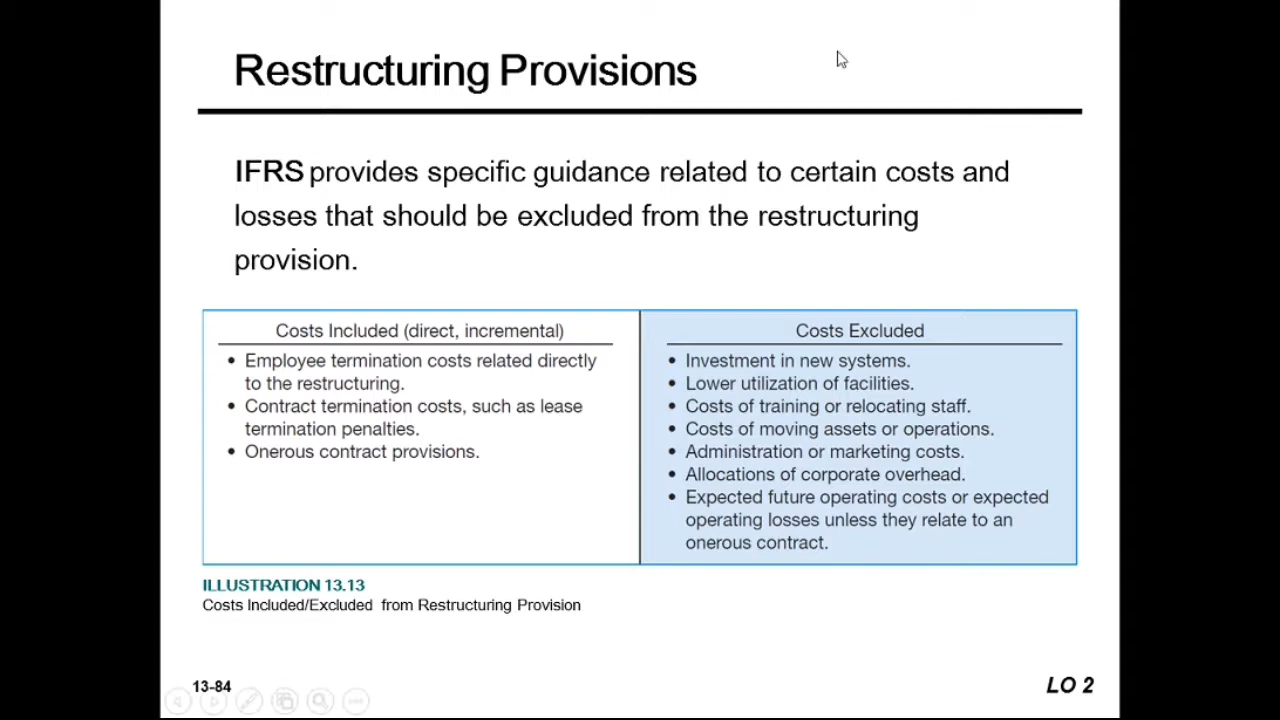 Restructuring Provisions
IFRS provides specific guidance related to certain costs and
losses that should be excluded from the restructuring
provision.
Costs Included (direct, incremental)
• Employee termination costs related directly
to the restructuring.
• Contract termination costs, such as lease
termination penalties.
• Onerous contract provisions.
Costs Excluded
• Investment in new systems.
• Lower utilization of facilities.
• Costs of training or relocating staff.
• Costs of moving assets or operations.
• Administration or marketing costs.
• Allocations of corporate overhead.
• Expected future operating costs or expected
operating losses unless they relate to an
onerous contract.
ILLUSTRATION 13.13
Costs Included/Excluded from Restructuring Provision
13-84
LO 2